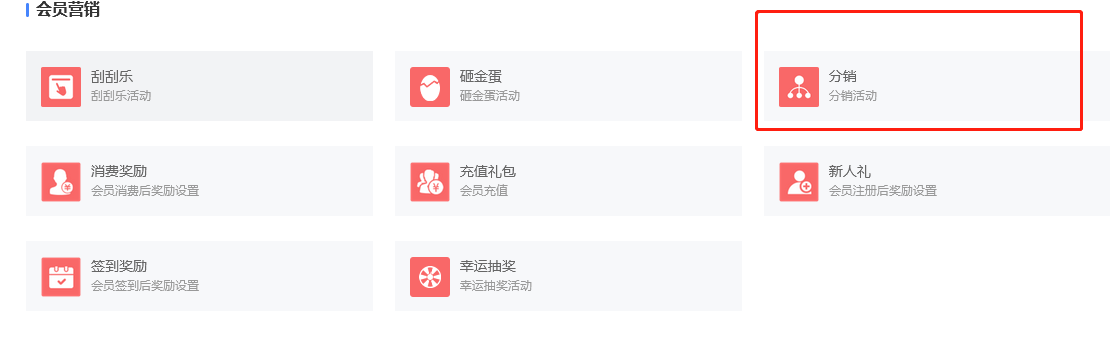 会员营销
刮刮乐
刮刮乐活动
砸金蛋
砸金蛋活动
分销
分销活动
消费奖励
会员消费后奖励设置
充值礼包
会员充值
新人礼
会员注册后奖励设置
签到奖励
会员签到后奖励设置
幸运抽奖
幸运抽奖活动